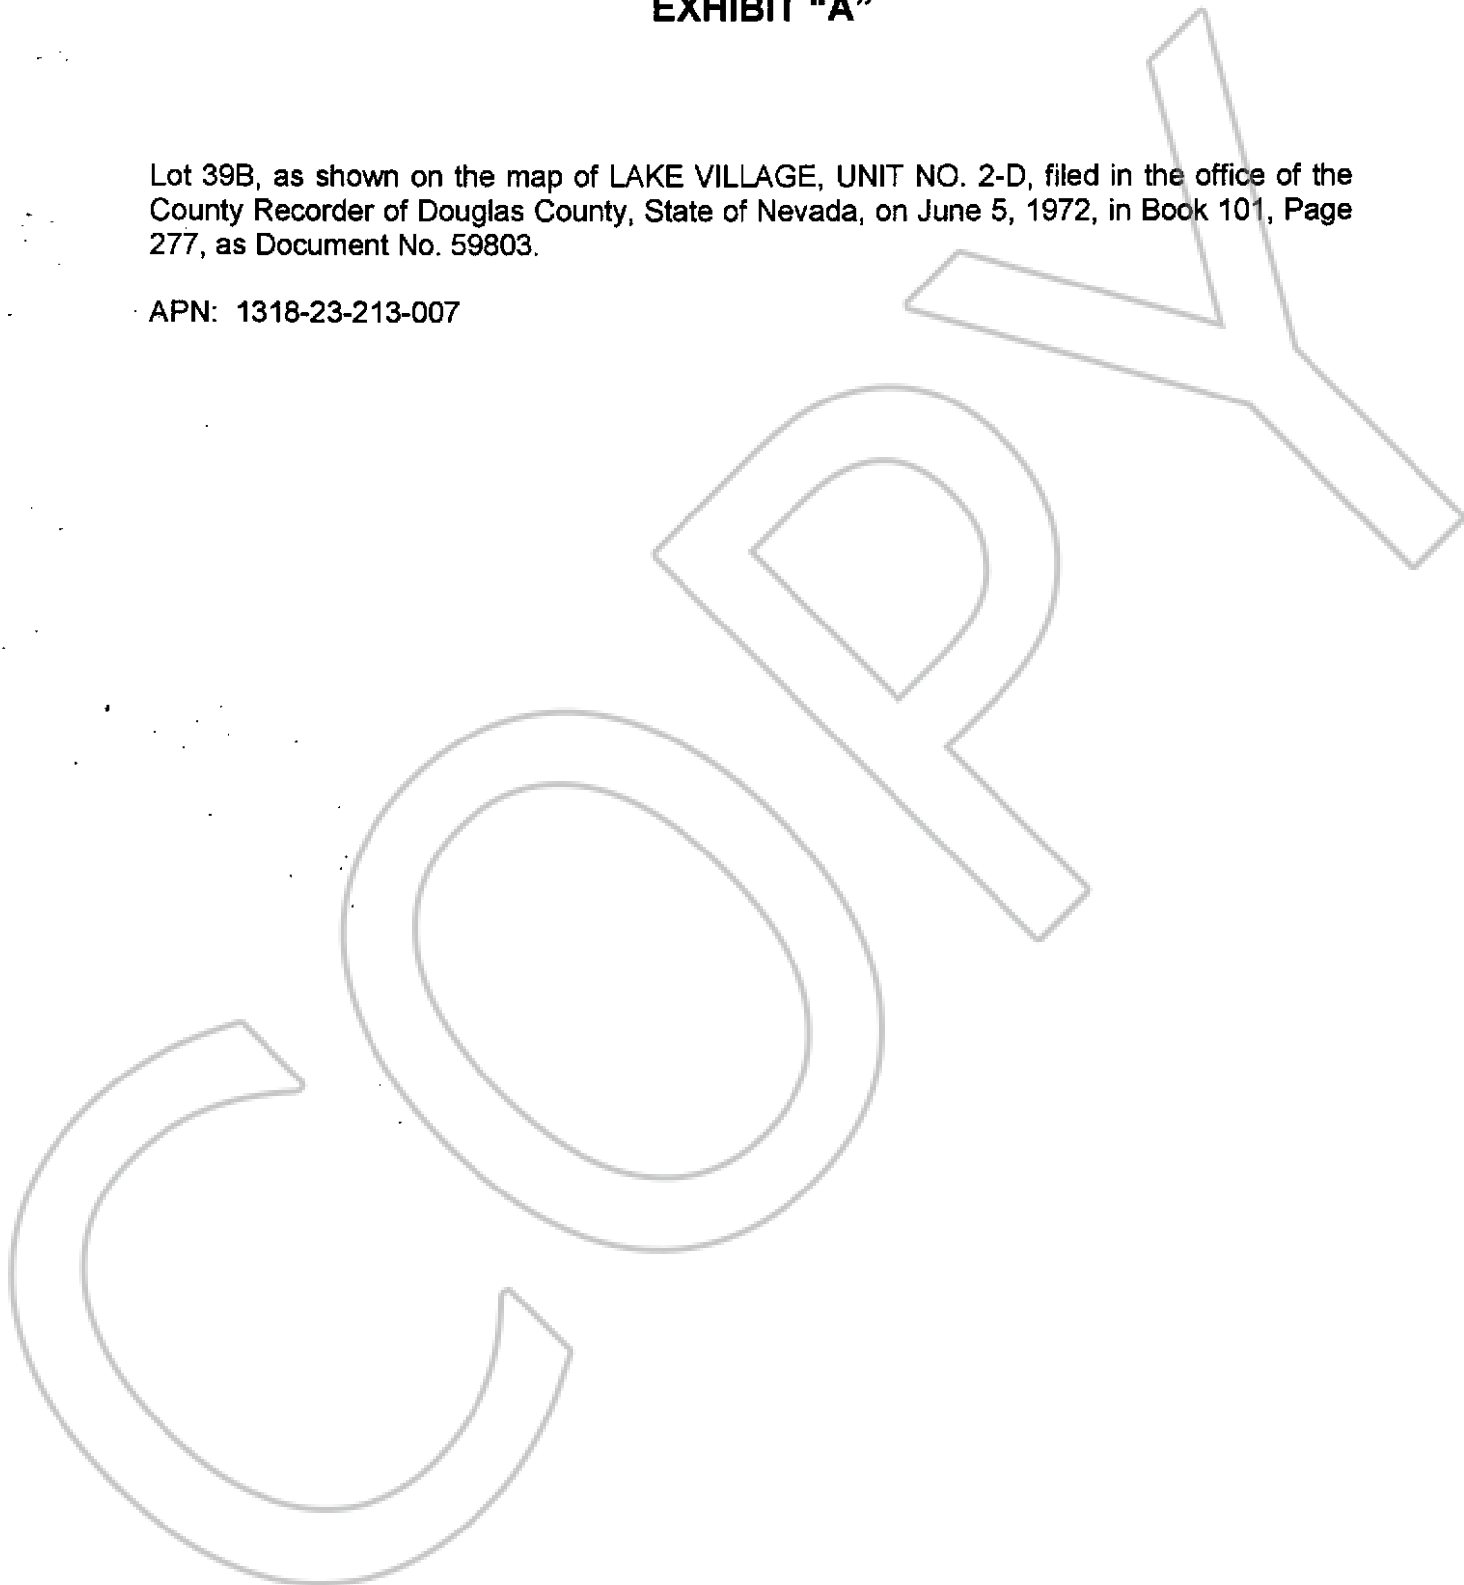 EXHIBIT "A"
Lot 39B, as shown on the map of LAKE VILLAGE, UNIT NO. 2-D, filed in the office of the
County Recorder of Douglas County, State of Nevada, on June 5, 1972, in Book 101, Page
277, as Document No. 59803.
APN: 1318-23-213-007
COPY